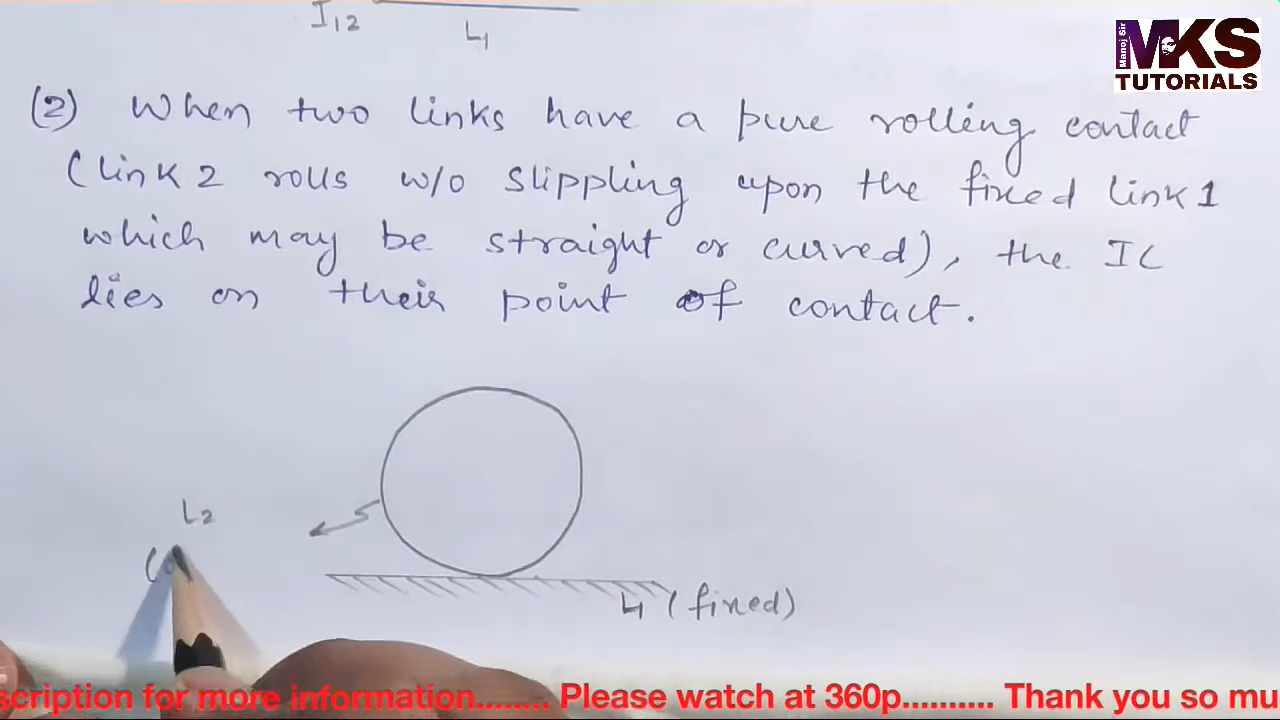 I12
L1
Manoj Sir
MKS
TUTORIALS
(2) When two links have a pure rolling contact
(link 2 rolls w/o slippling upon the fixed link 1
which may be straight or curved), the IC
lies on their point of contact.
L2
L1 (fixed)
scription for more information........ Please watch at 360p.......... Thank you so mu